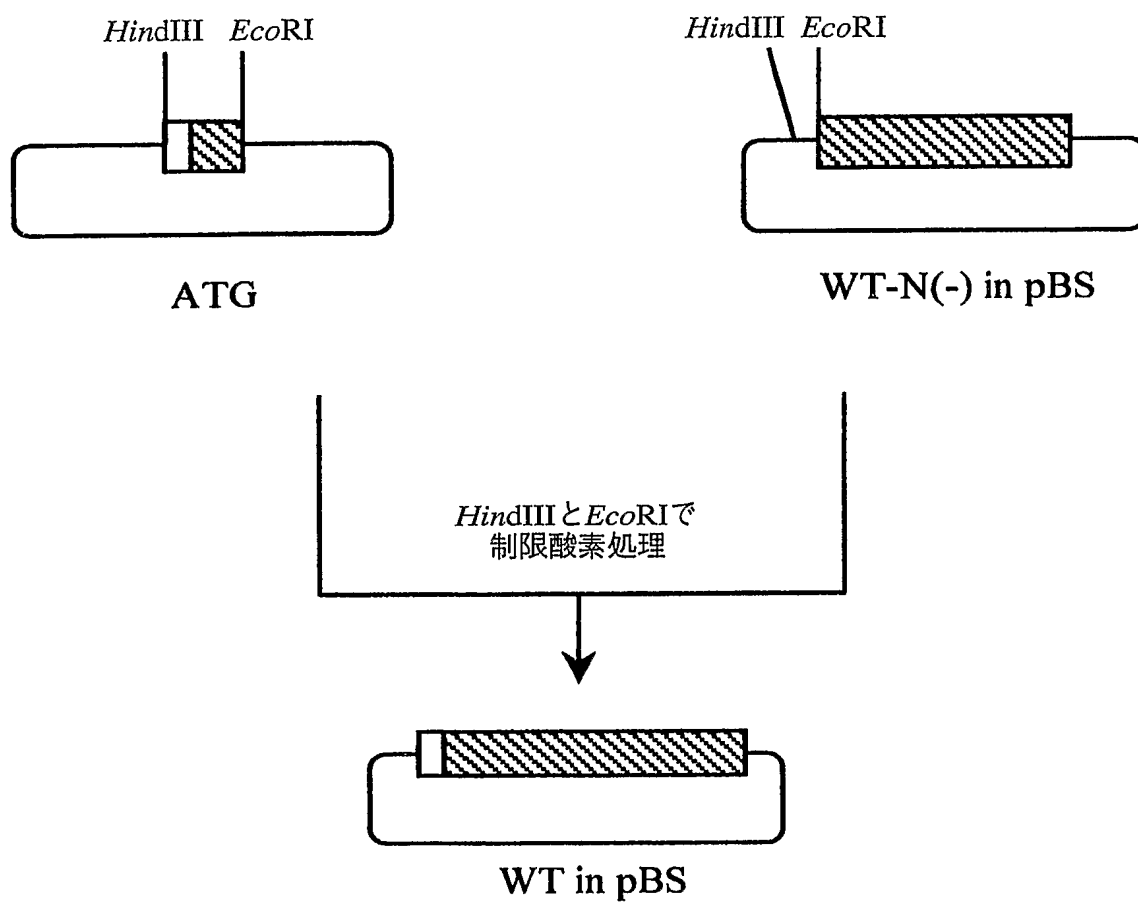 HindIII EcoRI
HindIII EcoRI
ATG
WT-N(-) in pBS
HindIIIとEcoRIで
制限酸素処理
WT in pBS